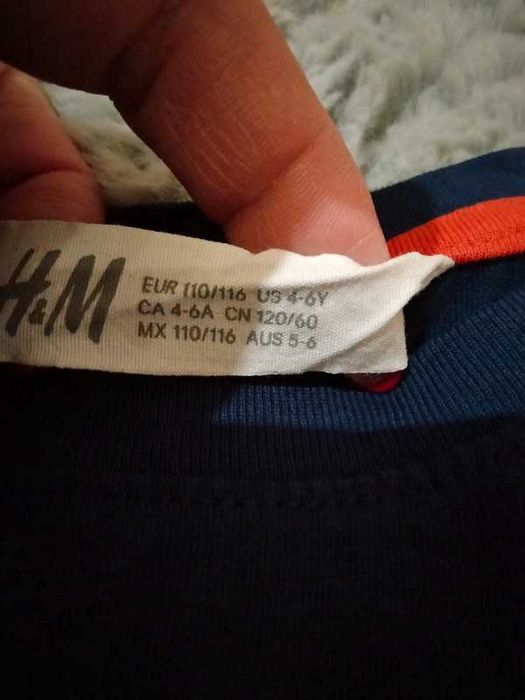 H&M
EUR 110/116 US 4-6Y
CA 4-6A CN 120/60
MX 110/116 AUS 5-6